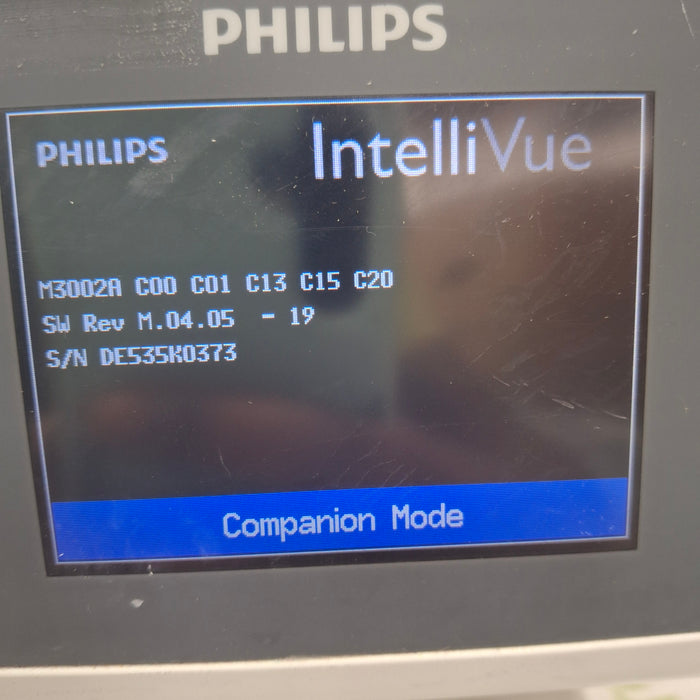 PHILIPS
PHILIPS IntelliVue
M3002A C00 C01 C13 C15 C20
SW Rev M.04.05 - 19
S/N DE535K0373
Companion Mode